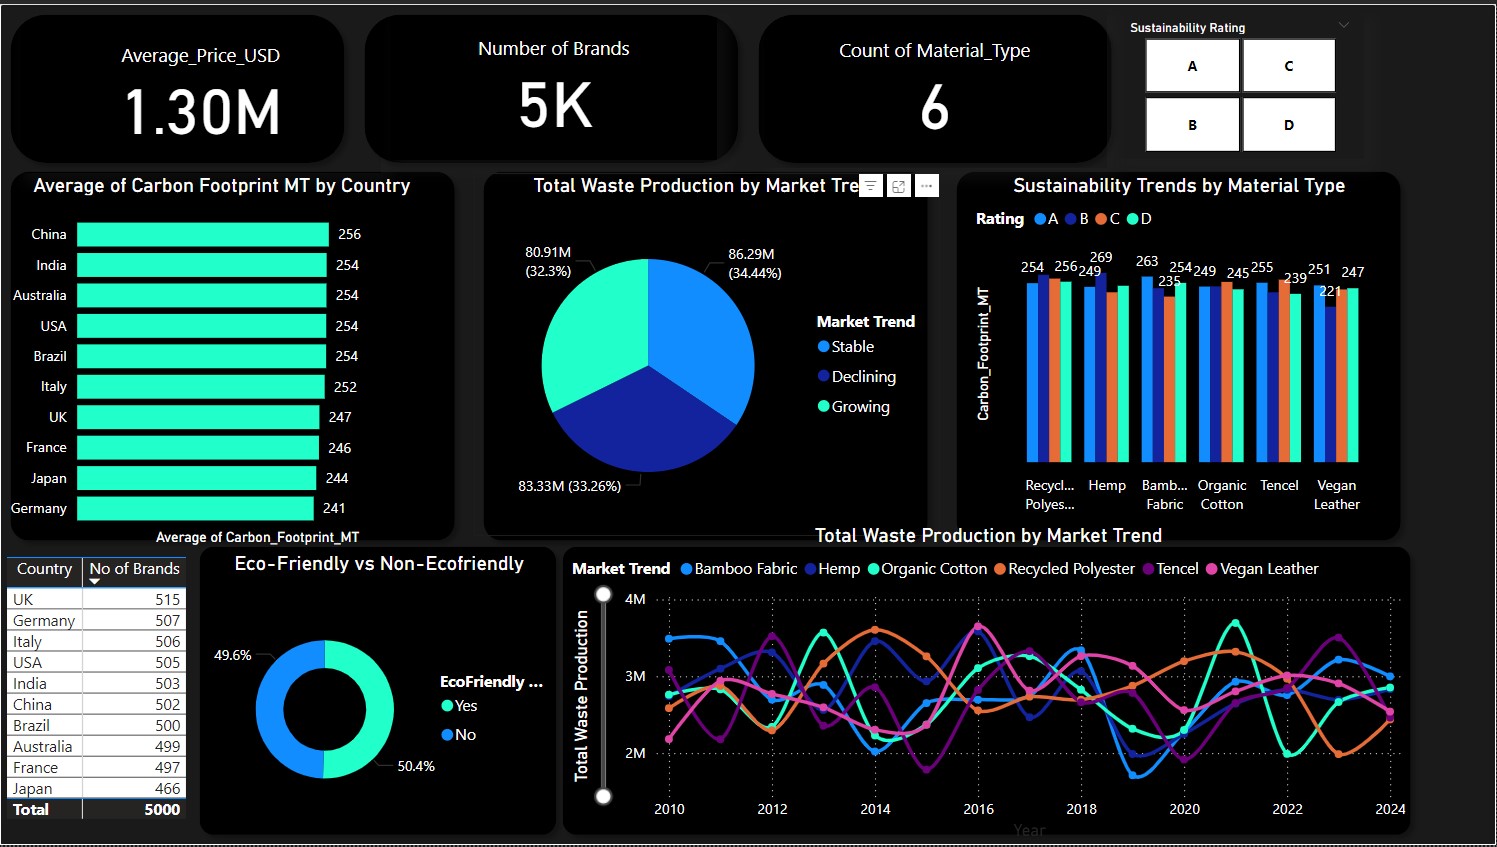 Average_Price_USD
1.30M
Number of Brands
5K
Count of Material_Type
6
Sustainability Rating
A
C
B
D
Average of Carbon Footprint MT by Country
China 256
India 254
Australia 254
USA 254
Brazil 254
Italy 252
UK 247
France 246
Japan 244
Germany 241
Average of Carbon_Footprint_MT
Total Waste Production by Market Tre
80.91M
(32.3%)
86.29M
(34.44%)
83.33M (33.26%)
Market Trend
Stable
Declining
Growing
Sustainability Trends by Material Type
Rating A B C D
Carbon_Footprint_MT
254 256 249 269 263 235 254 249 245 255 239 251 221 247
Recycl...
Polyes...
Hemp
Bamb...
Fabric
Organic
Cotton
Tencel
Vegan
Leather
Country No of Brands
UK 515
Germany 507
Italy 506
USA 505
India 503
China 502
Brazil 500
Australia 499
France 497
Japan 466
Total 5000
Eco-Friendly vs Non-Ecofriendly
49.6%
50.4%
EcoFriendly ...
Yes
No
Total Waste Production by Market Trend
Market Trend Bamboo Fabric Hemp Organic Cotton Recycled Polyester Tencel Vegan Leather
Total Waste Production
4M
3M
2M
2010 2012 2014 2016 2018 2020 2022 2024
Year